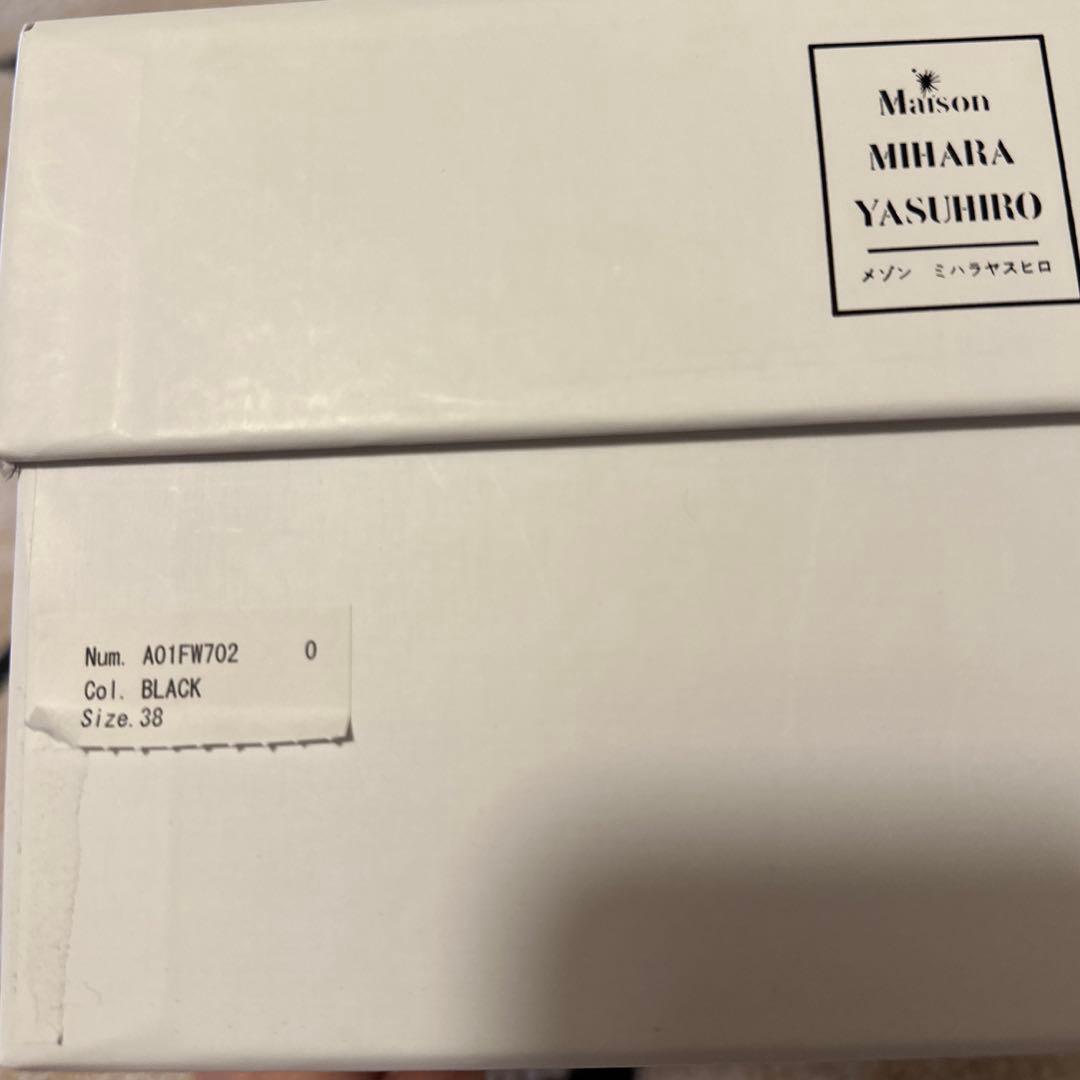 Maison
MIHARA
YASUHIRO
メゾン ミハラヤスヒロ
Num. A01FW702 0
Col. BLACK
Size.38